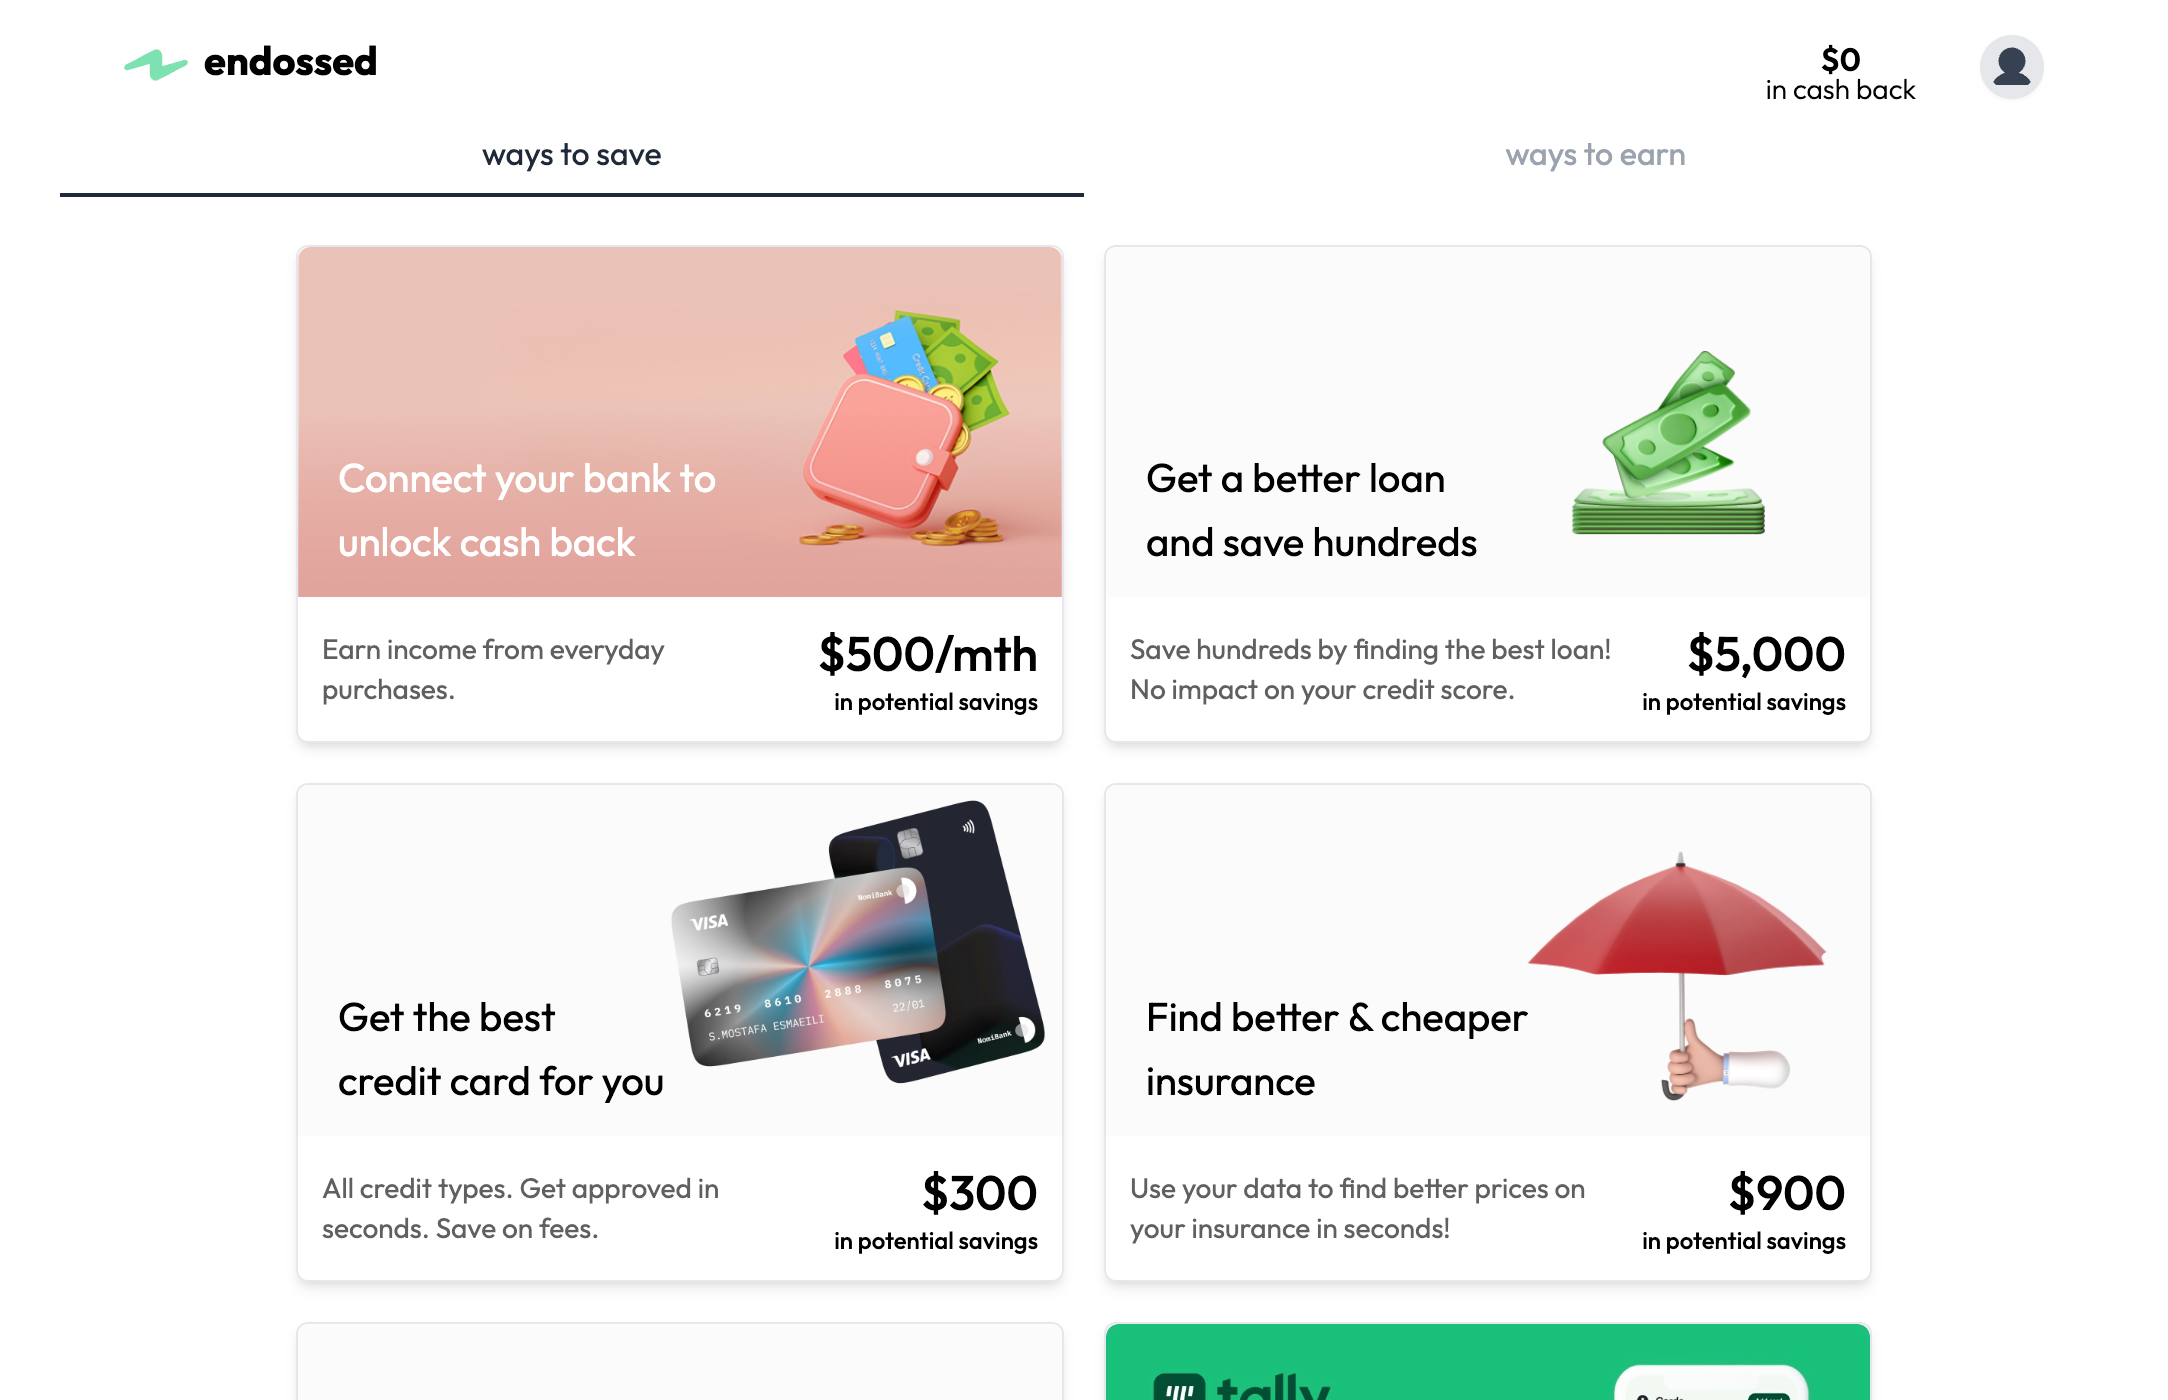 endossed
$0
in cash back
ways to save
ways to earn
Connect your bank to
unlock cash back
Earn income from everyday
purchases.
$500/mth
in potential savings
Get a better loan
and save hundreds
Save hundreds by finding the best loan!
No impact on your credit score.
$5,000
in potential savings
VISA
NomiBank
6219 8610 2888 8075
22/01
S.MOSTAFA ESMAEILI
VISA
NomiBank
Get the best
credit card for you
All credit types. Get approved in
seconds. Save on fees.
$300
in potential savings
Find better & cheaper
insurance
Use your data to find better prices on
your insurance in seconds!
$900
in potential savings
tally